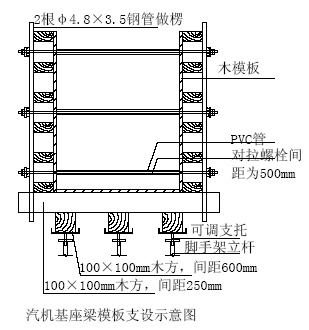 2根φ4.8×3.5钢管做楞
木模板
PVC管
对拉螺栓间
距为500mm
可调支托
脚手架立杆
100×100mm木方，间距600mm
100×100mm木方，间距250mm
汽机基座梁模板支设示意图